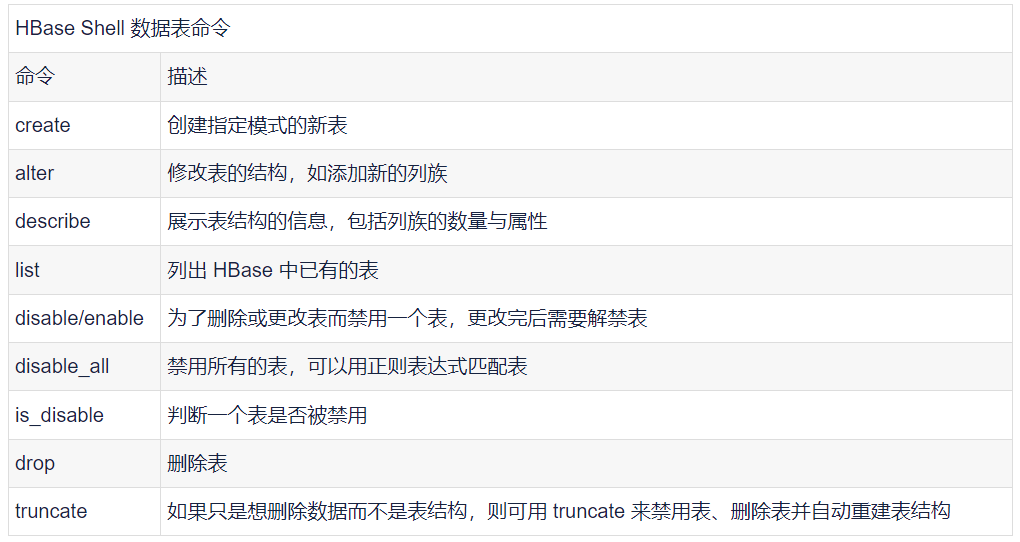 HBase Shell 数据表命令
命令 描述
create 创建指定模式的新表
alter 修改表的结构，如添加新的列族
describe 展示表结构的信息，包括列族的数量与属性
list 列出 HBase 中已有的表
disable/enable 为了删除或更改表而禁用一个表，更改完后需要解禁表
disable_all 禁用所有的表，可以用正则表达式匹配表
is_disable 判断一个表是否被禁用
drop 删除表
truncate 如果只是想删除数据而不是表结构，则可用 truncate 来禁用表、删除表并自动重建表结构